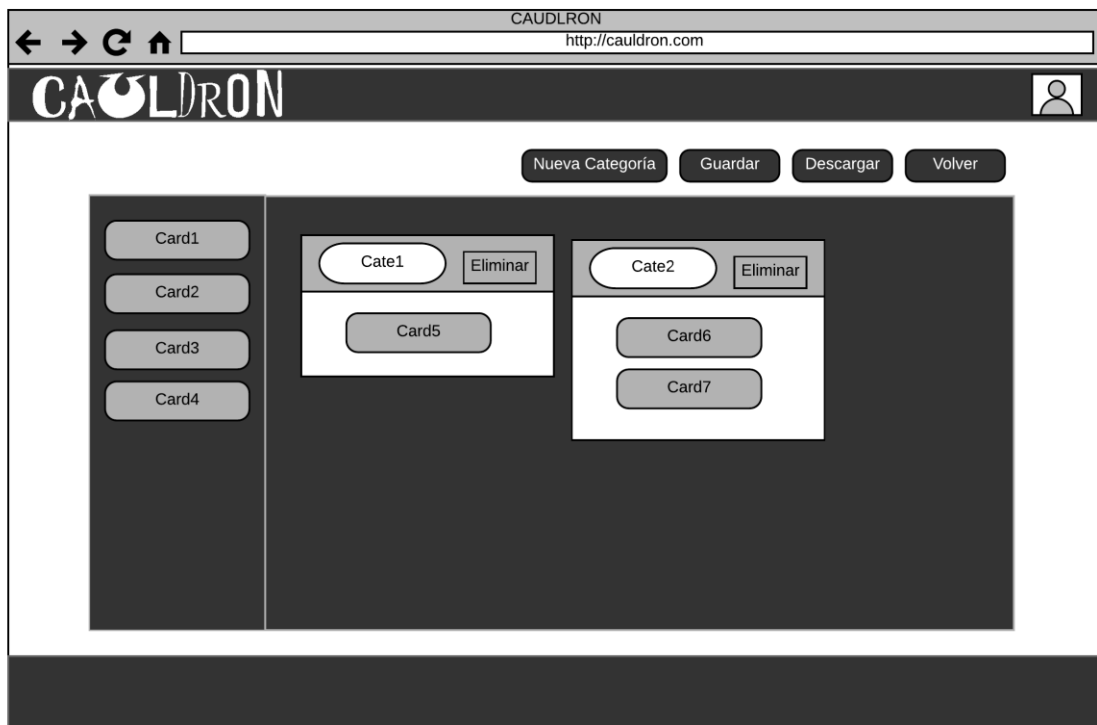 CAUDLRON
http://cauldron.com
CAULDRON
Nueva Categoría Guardar Descargar Volver
Card1
Card2
Card3
Card4
Cate1 Eliminar
Card5
Cate2 Eliminar
Card6
Card7